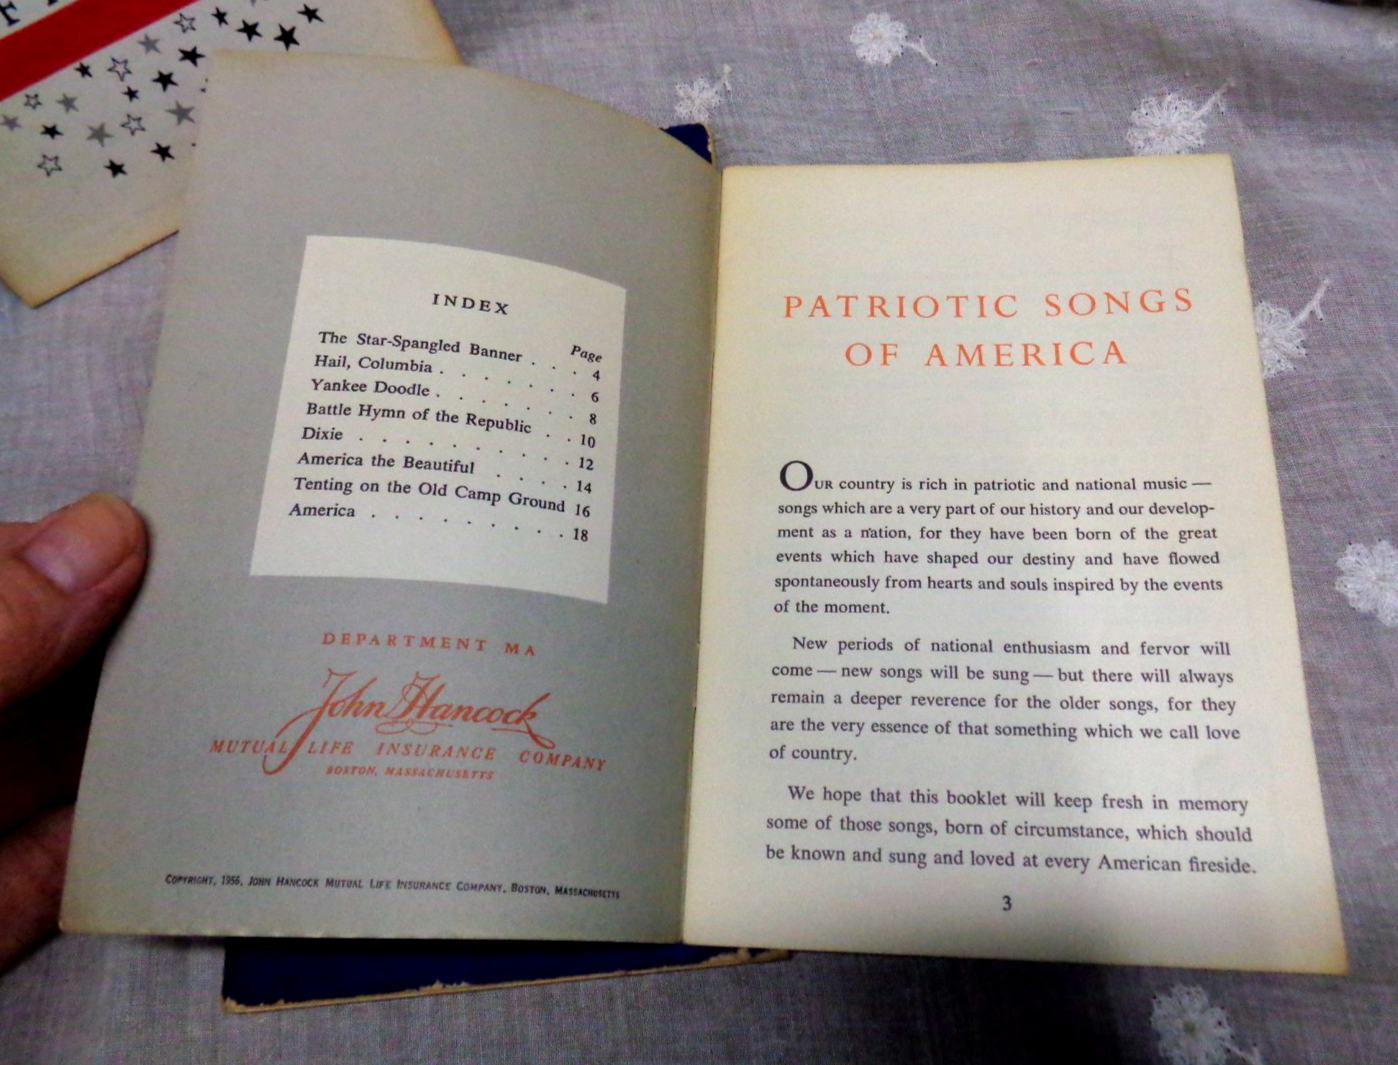 INDEX
Page
The Star-Spangled Banner . . . 4
Hail, Columbia . . . . . . . 6
Yankee Doodle . . . . . . . 8
Battle Hymn of the Republic . . 10
Dixie . . . . . . . . . . 12
America the Beautiful . . . . 14
Tenting on the Old Camp Ground 16
America . . . . . . . . . 18
DEPARTMENT MA
John Hancock
MUTUAL LIFE INSURANCE COMPANY
BOSTON, MASSACHUSETTS
COPYRIGHT, 1956, JOHN HANCOCK MUTUAL LIFE INSURANCE COMPANY, BOSTON, MASSACHUSETTS
PATRIOTIC SONGS
OF AMERICA
OUR country is rich in patriotic and national music —
songs which are a very part of our history and our develop-
ment as a nation, for they have been born of the great
events which have shaped our destiny and have flowed
spontaneously from hearts and souls inspired by the events
of the moment.
New periods of national enthusiasm and fervor will
come — new songs will be sung — but there will always
remain a deeper reverence for the older songs, for they
are the very essence of that something which we call love
of country.
We hope that this booklet will keep fresh in memory
some of those songs, born of circumstance, which should
be known and sung and loved at every American fireside.
3